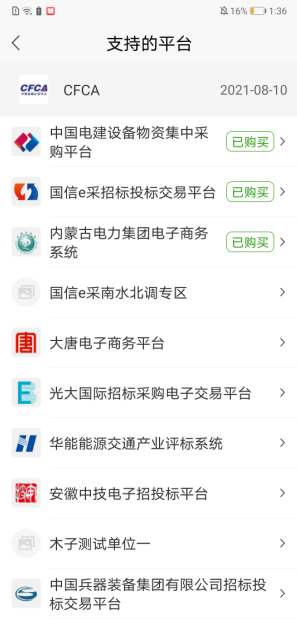 16% 1:36
支持的平台
CFCA CFCA 2021-08-10
中国电建设备物资集中采
购平台
已购买
国信e采招标投标交易平台
已购买
内蒙古电力集团电子商务
系统
已购买
国信e采南水北调专区
唐 大唐电子商务平台
光大国际招标采购电子交易平台
华能能源交通产业评标系统
安徽中技电子招投标平台
木子测试单位一
中国兵器装备集团有限公司招标投
标交易平台